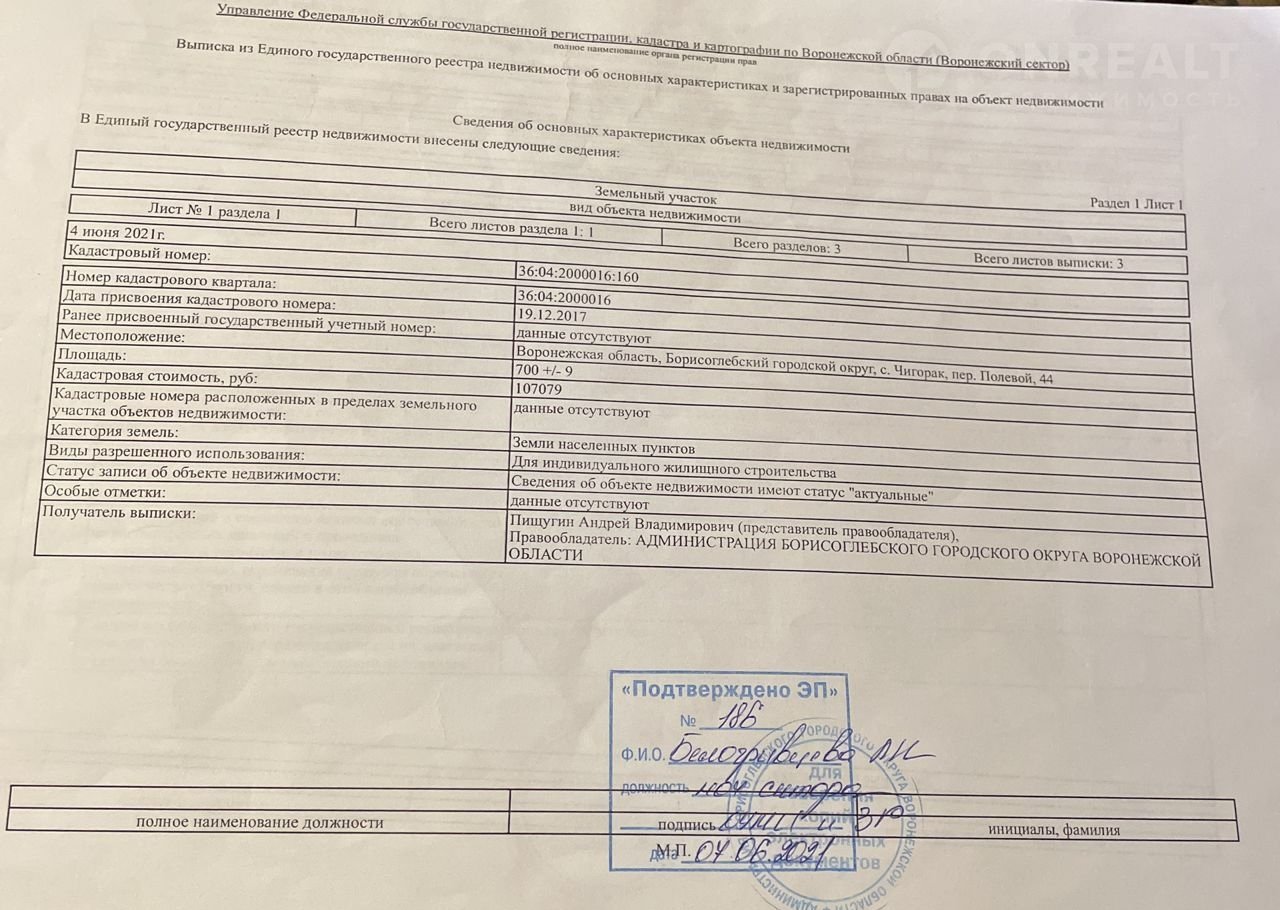 Управление Федеральной службы государственной регистрации, кадастра и картографии по Воронежской области (Воронежский сектор)
полное наименование органа регистрации прав
ONREALT
Выписка из Единого государственного реестра недвижимости об основных характеристиках и зарегистрированных правах на объект недвижимости
Сведения об основных характеристиках объекта недвижимости
В Единый государственный реестр недвижимости внесены следующие сведения:
Раздел 1 Лист 1
Земельный участок
вид объекта недвижимости
Лист № 1 раздела 1 Всего листов раздела 1: 1 Всего разделов: 3 Всего листов выписки: 3
4 июня 2021г.
Кадастровый номер: 36:04:2000016:160
Номер кадастрового квартала: 36:04:2000016
Дата присвоения кадастрового номера: 19.12.2017
Ранее присвоенный государственный учетный номер: данные отсутствуют
Местоположение: Воронежская область, Борисоглебский городской округ, с. Чигорак, пер. Полевой, 44
Площадь: 700 +/- 9
Кадастровая стоимость, руб: 107079
Кадастровые номера расположенных в пределах земельного данные отсутствуют
участка объектов недвижимости:
Категория земель: Земли населенных пунктов
Виды разрешенного использования: Для индивидуального жилищного строительства
Статус записи об объекте недвижимости: Сведения об объекте недвижимости имеют статус "актуальные"
Особые отметки: данные отсутствуют
Получатель выписки: Пищугин Андрей Владимирович (представитель правообладателя),
Правообладатель: АДМИНИСТРАЦИЯ БОРИСОГЛЕБСКОГО ГОРОДСКОГО ОКРУГА ВОРОНЕЖСКОЙ
ОБЛАСТИ
«Подтверждено ЭП»
№ 186
Ф.И.О.
должность
подпись
дата 07.06.2021
М.П.
полное наименование должности
инициалы, фамилия
для
копий
электронных
документов